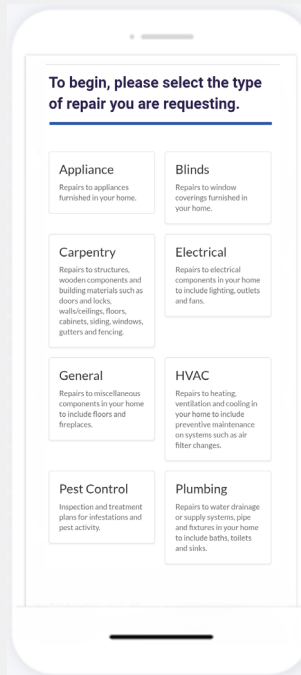 To begin, please select the type
of repair you are requesting.
Appliance
Repairs to appliances
furnished in your home.
Blinds
Repairs to window
coverings furnished in
your home.
Carpentry
Repairs to structures,
wooden components and
building materials such as
doors and locks,
walls/ceilings, floors,
cabinets, siding, windows,
gutters and fencing.
Electrical
Repairs to electrical
components in your home
to include lighting, outlets
and fans.
General
Repairs to miscellaneous
components in your home
to include floors and
fireplaces.
HVAC
Repairs to heating,
ventilation and cooling in
your home to include
preventive maintenance
on systems such as air
filter changes.
Pest Control
Inspection and treatment
plans for infestations and
pest activity.
Plumbing
Repairs to water drainage
or supply systems, pipe
and fixtures in your home
to include baths, toilets
and sinks.